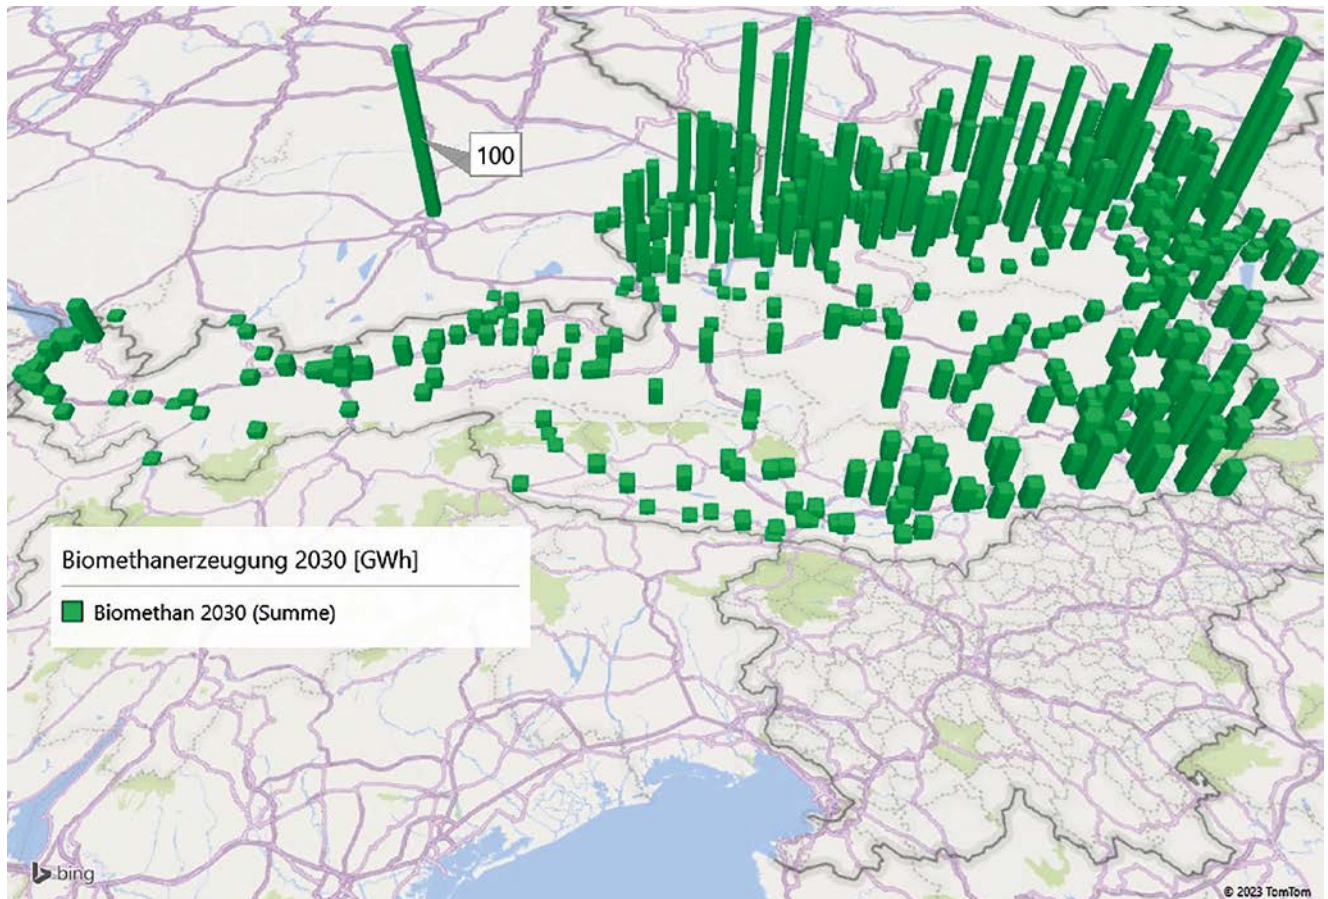 100
Biomethanerzeugung 2030 [GWh]
Biomethan 2030 (Summe)
bing
© 2023 TomTom